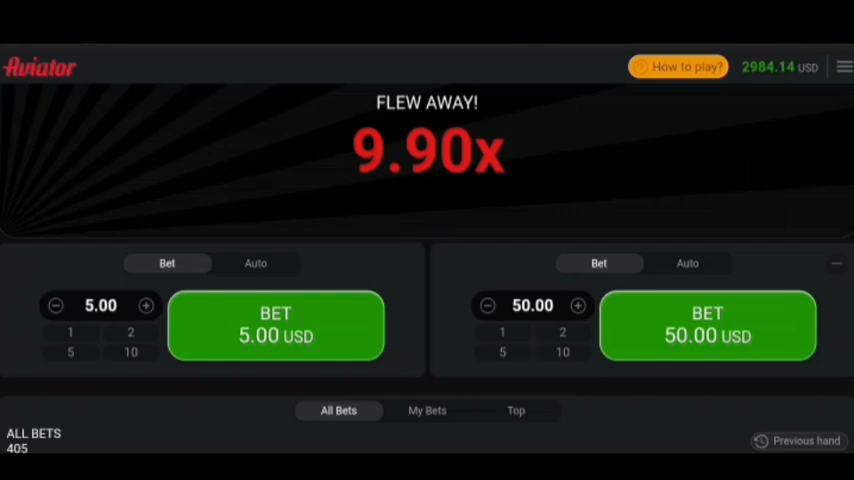 Aviator
How to play?
2984.14 USD
FLEW AWAY!
9.90x
Bet
Auto
5.00
1
2
5
10
BET
5.00 USD
Bet
Auto
50.00
1
2
5
10
BET
50.00 USD
All Bets
My Bets
Top
ALL BETS
405
Previous hand